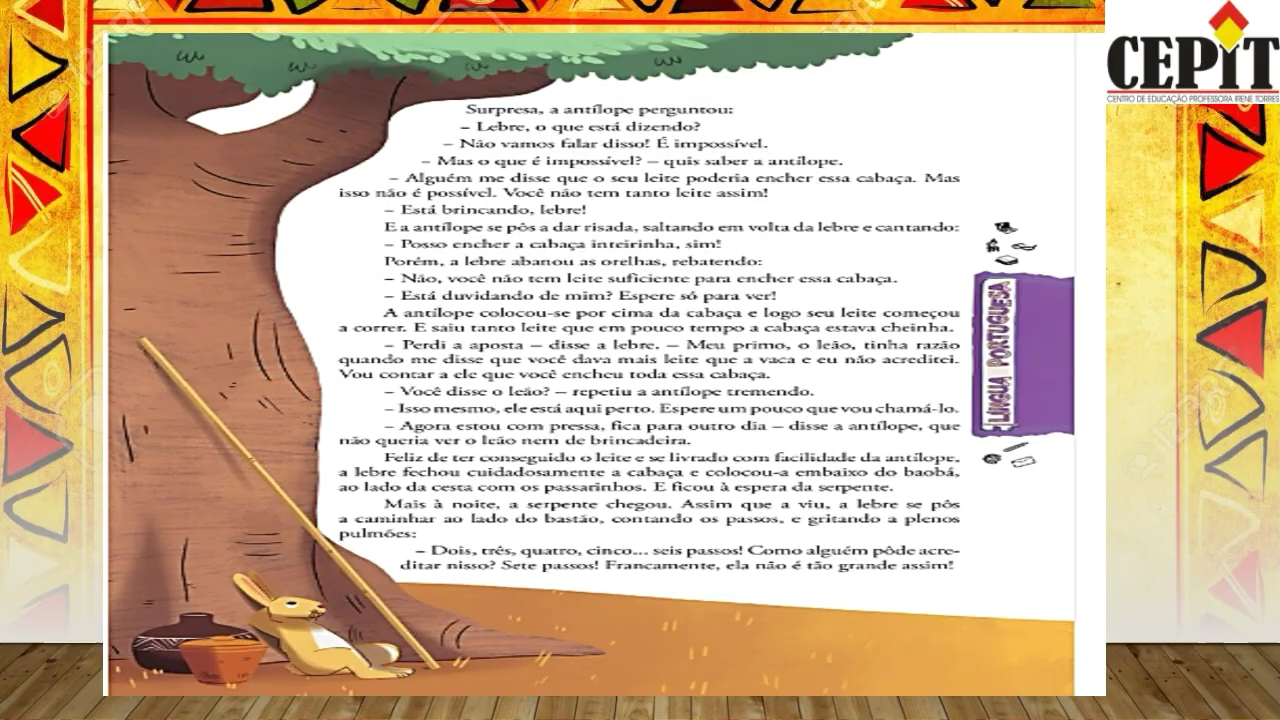 CEPIT
CENTRO DE EDUCAÇÃO PROFESSORA IRENE TORRES
Surpresa, a antílope perguntou:
– Lebre, o que está dizendo?
– Não vamos falar disso! É impossível.
– Mas o que é impossível? – quis saber a antílope.
– Alguém me disse que o seu leite poderia encher essa cabaça. Mas
isso não é possível. Você não tem tanto leite assim!
– Está brincando, lebre!
E a antílope se pôs a dar risada, saltando em volta da lebre e cantando:
– Posso encher a cabaça inteirinha, sim!
Porém, a lebre abanou as orelhas, rebatendo:
– Não, você não tem leite suficiente para encher essa cabaça.
– Está duvidando de mim? Espere só para ver!
A antílope colocou-se por cima da cabaça e logo seu leite começou
a correr. E saiu tanto leite que em pouco tempo a cabaça estava cheinha.
– Perdi a aposta – disse a lebre. – Meu primo, o leão, tinha razão
quando me disse que você dava mais leite que a vaca e eu não acreditei.
Vou contar a ele que você encheu toda essa cabaça.
– Você disse o leão? – repetiu a antílope tremendo.
– Isso mesmo, ele está aqui perto. Espere um pouco que vou chamá-lo.
– Agora estou com pressa, fica para outro dia – disse a antílope, que
não queria ver o leão nem de brincadeira.
Feliz de ter conseguido o leite e se livrado com facilidade da antílope,
a lebre fechou cuidadosamente a cabaça e colocou-a embaixo do baobá,
ao lado da cesta com os passarinhos. E ficou à espera da serpente.
Mais à noite, a serpente chegou. Assim que a viu, a lebre se pôs
a caminhar ao lado do bastão, contando os passos, e gritando a plenos
pulmões:
– Dois, três, quatro, cinco... seis passos! Como alguém pôde acre-
ditar nisso? Sete passos! Francamente, ela não é tão grande assim!
LÍNGUA PORTUGUESA